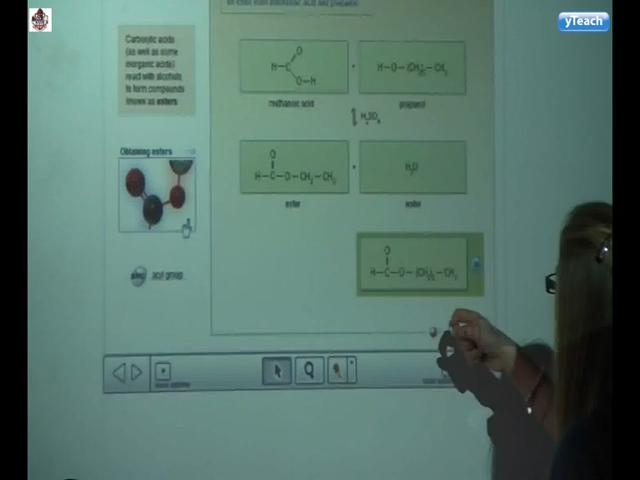 yTeach
Carboxylic acids
(as well as some
inorganic acids)
react with alcohols
to form compounds
known as esters.
H—C
O
O—H
H—O—(CH₂)₂—CH₃
methanoic acid
propanol
H₂SO₄
Obtaining esters
O
H—C—O—CH₂—CH₃
H₂O
ester
water
O
H—C—O—(CH₂)₂—CH₃
acyl group